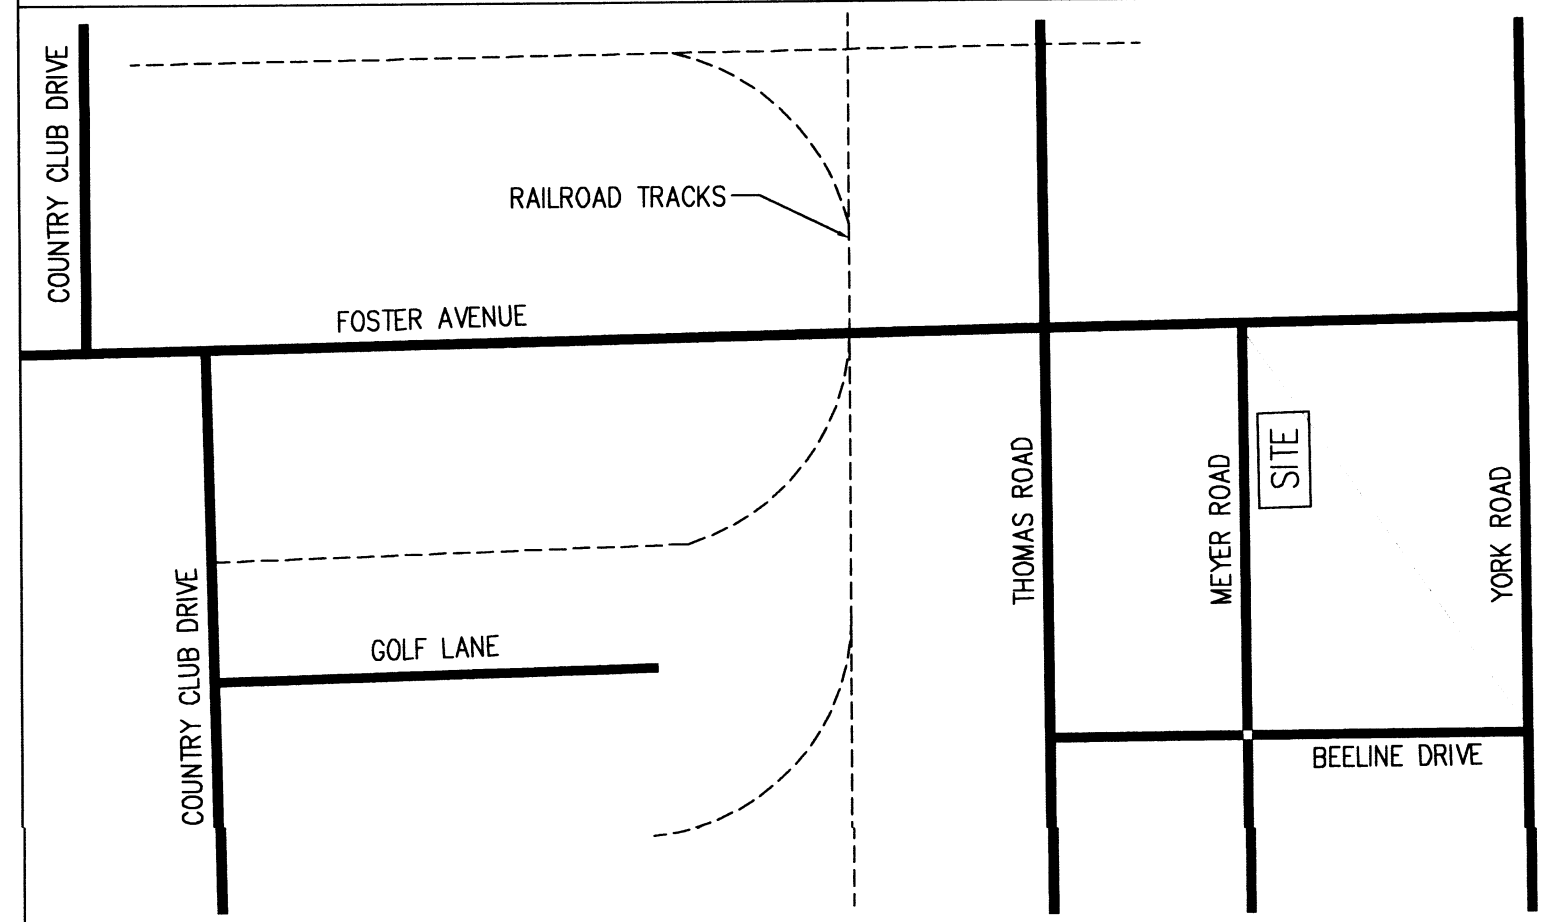 COUNTRY CLUB DRIVE
RAILROAD TRACKS
FOSTER AVENUE
THOMAS ROAD
MEYER ROAD
SITE
YORK ROAD
COUNTRY CLUB DRIVE
GOLF LANE
BEELINE DRIVE